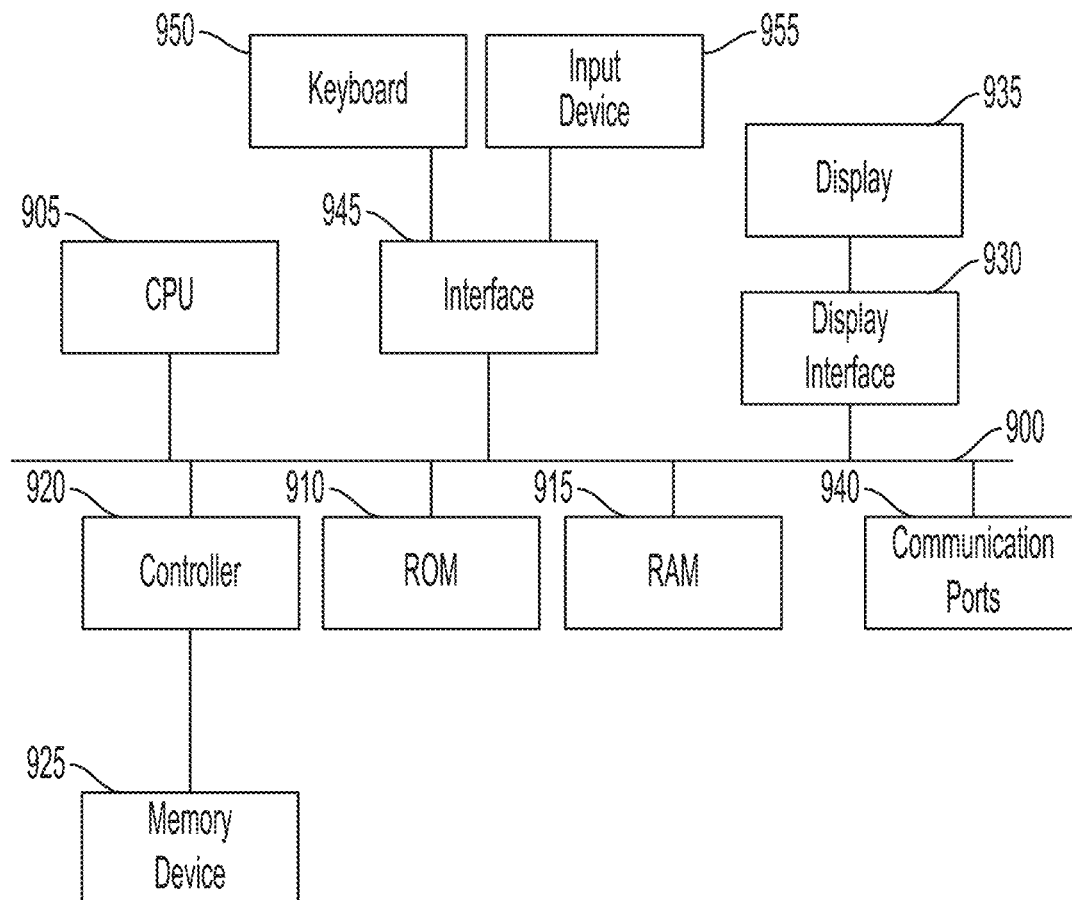 950
Keyboard
955
Input
Device
935
Display
905
CPU
945
Interface
930
Display
Interface
900
920
Controller
910
ROM
915
RAM
940
Communication
Ports
925
Memory
Device